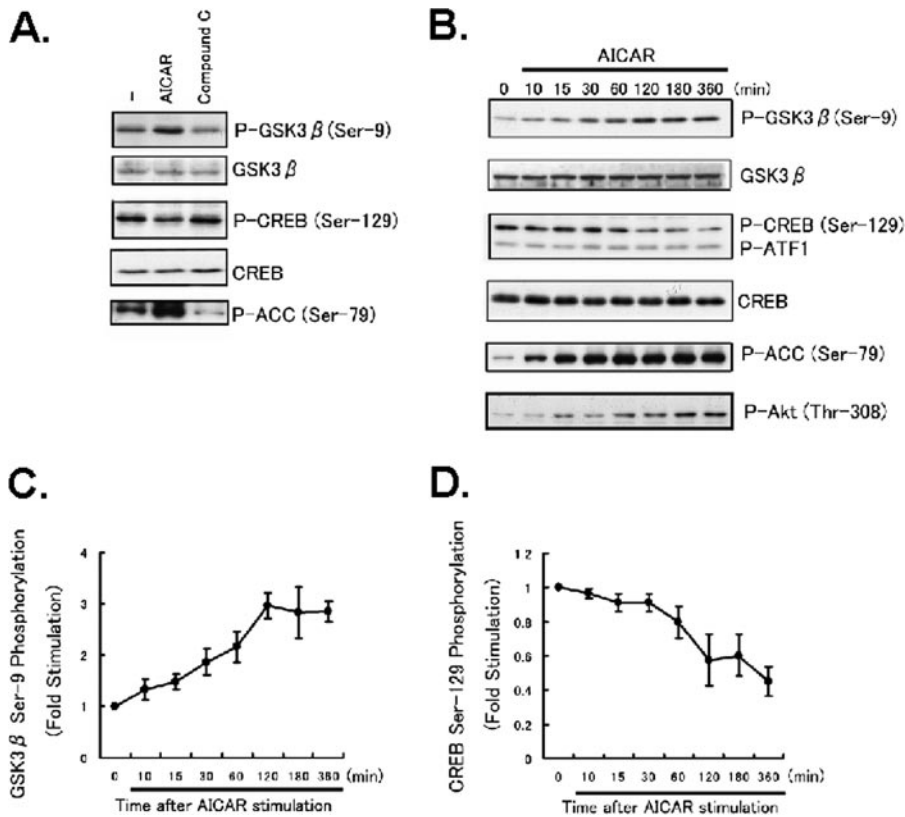 A.
– AICAR Compound C
P-GSK3β (Ser-9)
GSK3β
P-CREB (Ser-129)
CREB
P-ACC (Ser-79)
B.
AICAR
0 10 15 30 60 120 180 360 (min)
P-GSK3β (Ser-9)
GSK3β
P-CREB (Ser-129)
P-ATF1
CREB
P-ACC (Ser-79)
P-Akt (Thr-308)
C.
GSK3β Ser-9 Phosphorylation
(Fold Stimulation)
4
3
2
1
0
0 10 15 30 60 120 180 360 (min)
Time after AICAR stimulation
D.
CREB Ser-129 Phosphorylation
(Fold Stimulation)
1 2
1
0.8
0.6
0.4
0.2
0
0 10 15 30 60 120 180 360 (min)
Time after AICAR stimulation